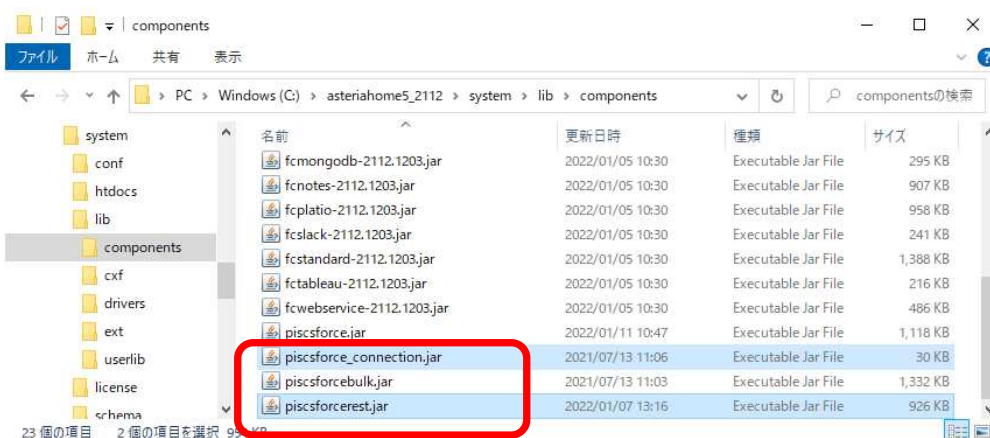 components
ファイル ホーム 共有 表示
PC > Windows (C:) > asteriahome5_2112 > system > lib > components componentsの検索
名前 更新日時 種類 サイズ
system
conf
htdocs
lib
components
cxf
drivers
ext
userlib
license
schema
fcmongodb-2112.1203.jar 2022/01/05 10:30 Executable Jar File 295 KB
fcnotes-2112.1203.jar 2022/01/05 10:30 Executable Jar File 907 KB
fcplatio-2112.1203.jar 2022/01/05 10:30 Executable Jar File 958 KB
fcslack-2112.1203.jar 2022/01/05 10:30 Executable Jar File 241 KB
fcstandard-2112.1203.jar 2022/01/05 10:30 Executable Jar File 1,388 KB
fctableau-2112.1203.jar 2022/01/05 10:30 Executable Jar File 216 KB
fcwebservice-2112.1203.jar 2022/01/05 10:30 Executable Jar File 486 KB
piscsforce.jar 2022/01/11 10:47 Executable Jar File 1,118 KB
piscsforce_connection.jar 2021/07/13 11:06 Executable Jar File 30 KB
piscsforcebulk.jar 2021/07/13 11:03 Executable Jar File 1,332 KB
piscsforcerest.jar 2022/01/07 13:16 Executable Jar File 926 KB
23 個の項目 2 個の項目を選択 KB